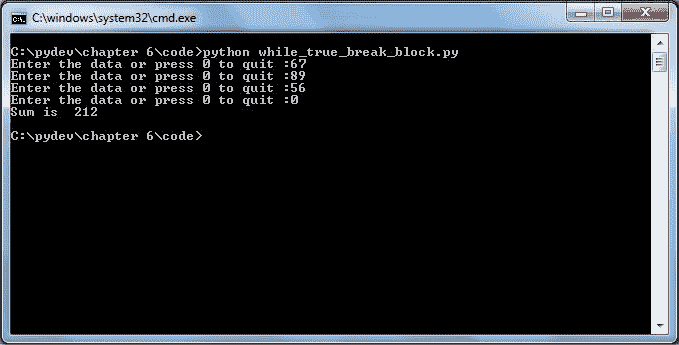 C:\windows\system32\cmd.exe
C:\pydev\chapter 6\code>python while_true_break_block.py
Enter the data or press 0 to quit :67
Enter the data or press 0 to quit :89
Enter the data or press 0 to quit :56
Enter the data or press 0 to quit :0
Sum is  212
C:\pydev\chapter 6\code>